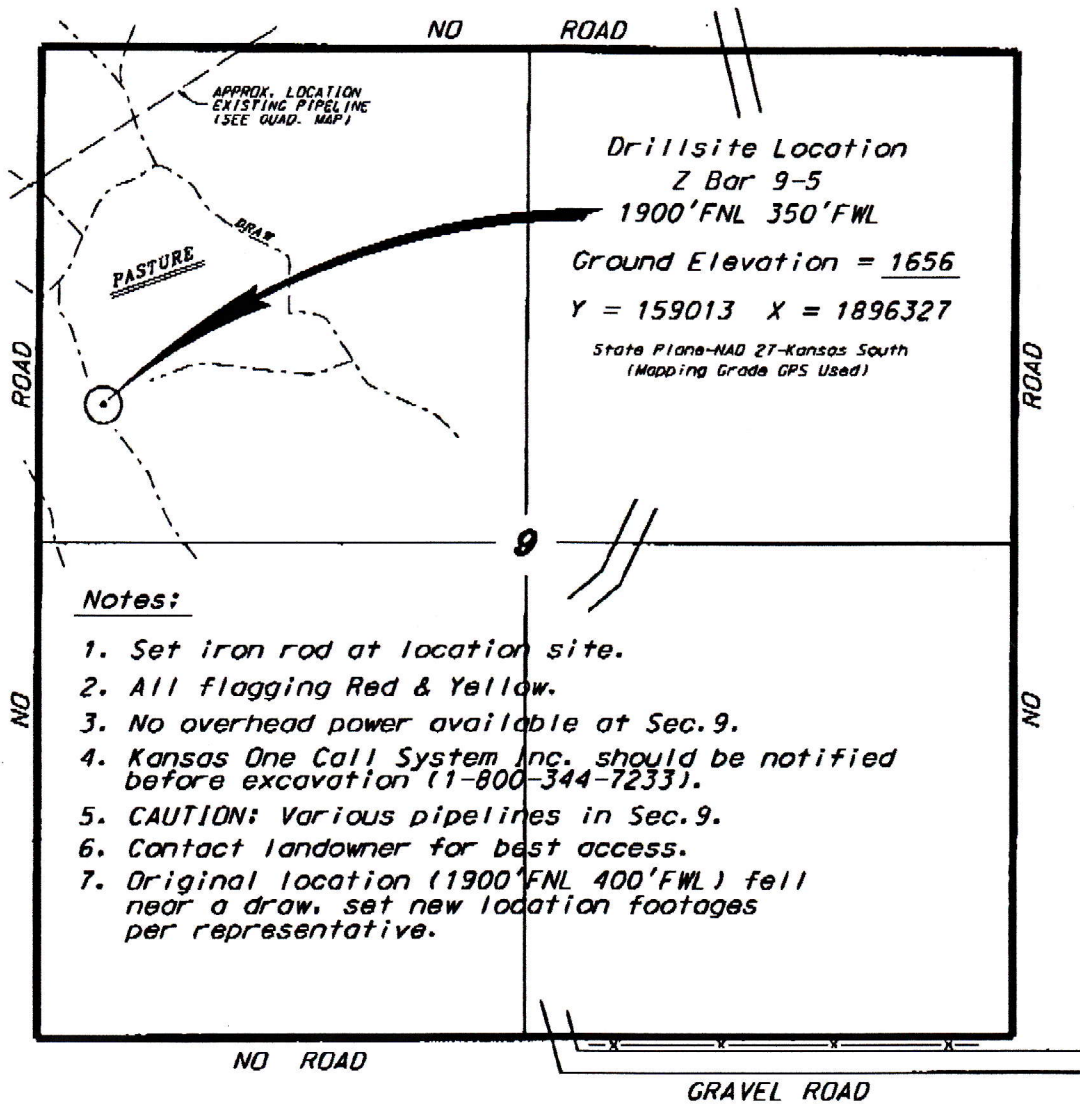 NO ROAD
APPROX. LOCATION
EXISTING PIPELINE
(SEE QUAD. MAP)
Drillsite Location
Z Bar 9-5
1900'FNL 350'FWL
DRAW
PASTURE
Ground Elevation = 1656
Y = 159013 X = 1896327
State Plane-NAD 27-Kansas South
(Mapping Grade GPS Used)
NO ROAD
NO ROAD
9
Notes:
1. Set iron rod at location site.
2. All flagging Red & Yellow.
3. No overhead power available at Sec.9.
4. Kansas One Call System Inc. should be notified
before excavation (1-800-344-7233).
5. CAUTION: Various pipelines in Sec.9.
6. Contact landowner for best access.
7. Original location (1900'FNL 400'FWL) fell
near a draw, set new location footages
per representative.
NO ROAD
GRAVEL ROAD